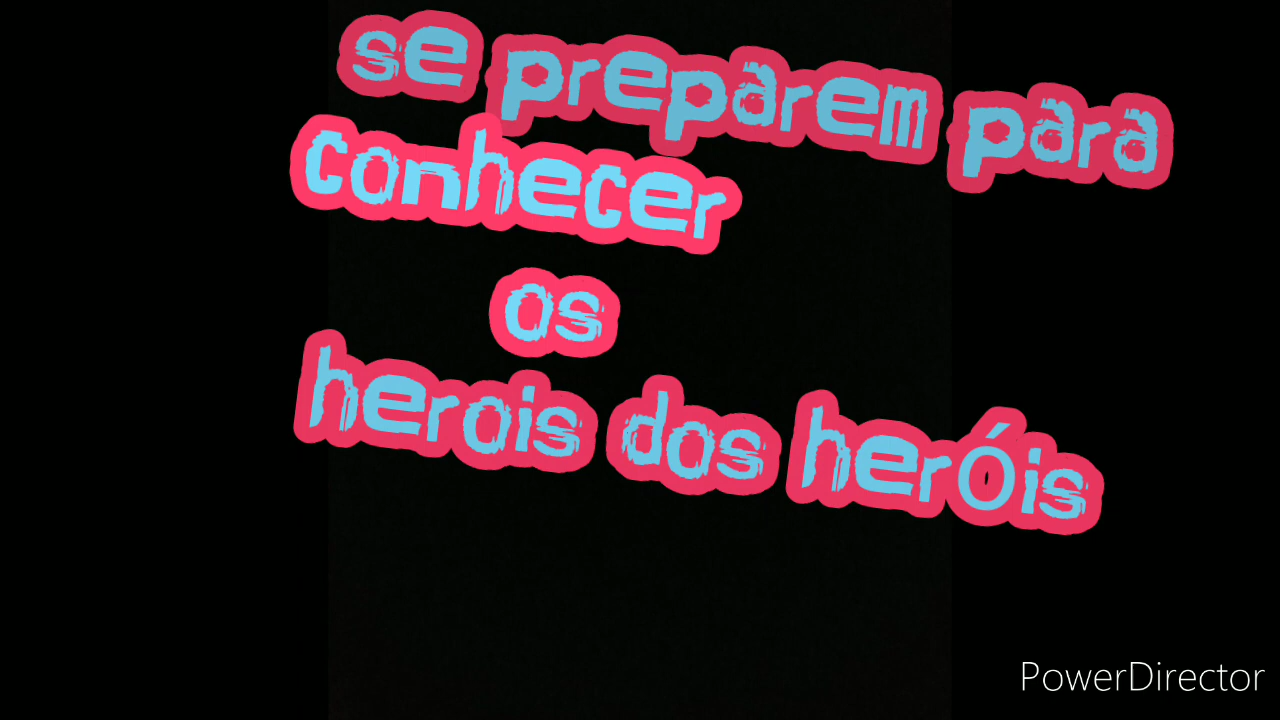 se preparem para
conhecer
os
herois dos heróis
PowerDirector